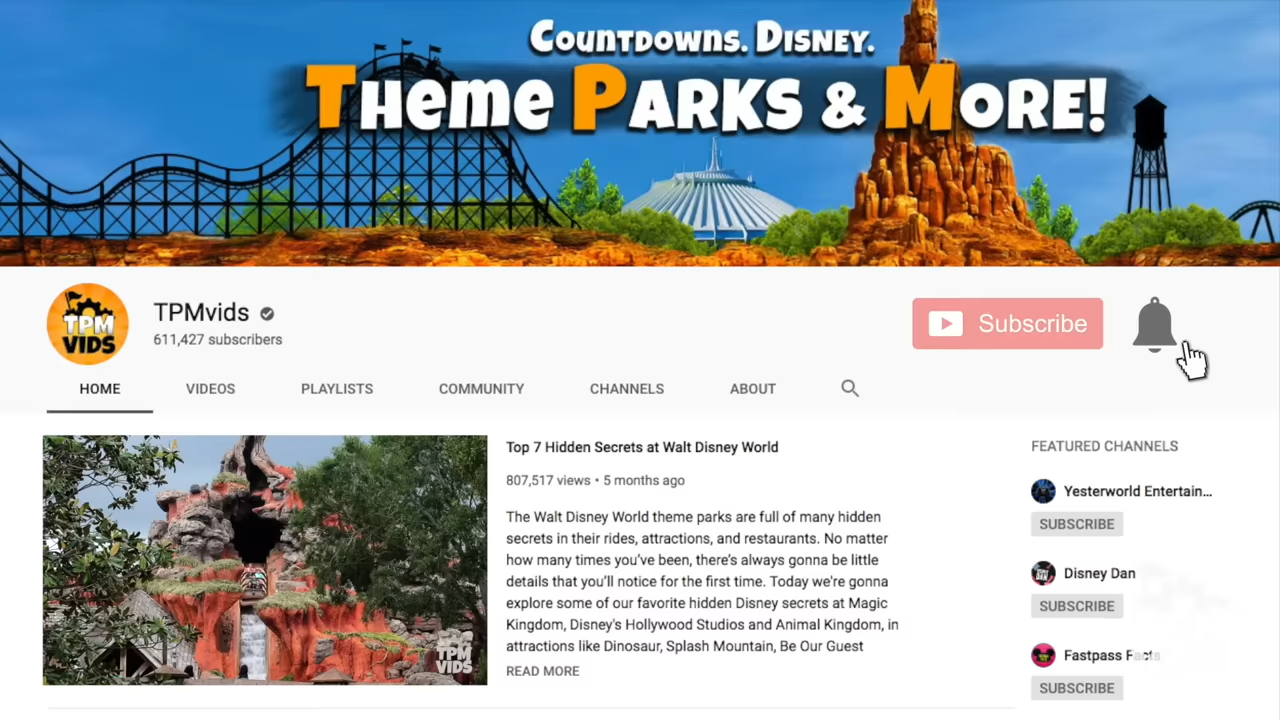 COUNTDOWNS. DISNEY.
THEME PARKS & MORE!
TPM
VIDS
TPMvids
611,427 subscribers
Subscribe
HOME
VIDEOS
PLAYLISTS
COMMUNITY
CHANNELS
ABOUT
TPM
VIDS
Top 7 Hidden Secrets at Walt Disney World
807,517 views • 5 months ago
The Walt Disney World theme parks are full of many hidden
secrets in their rides, attractions, and restaurants. No matter
how many times you've been, there's always gonna be little
details that you'll notice for the first time. Today we're gonna
explore some of our favorite hidden Disney secrets at Magic
Kingdom, Disney's Hollywood Studios and Animal Kingdom, in
attractions like Dinosaur, Splash Mountain, Be Our Guest
READ MORE
FEATURED CHANNELS
Yesterworld Entertain...
SUBSCRIBE
Disney Dan
SUBSCRIBE
Fastpass Facts
SUBSCRIBE